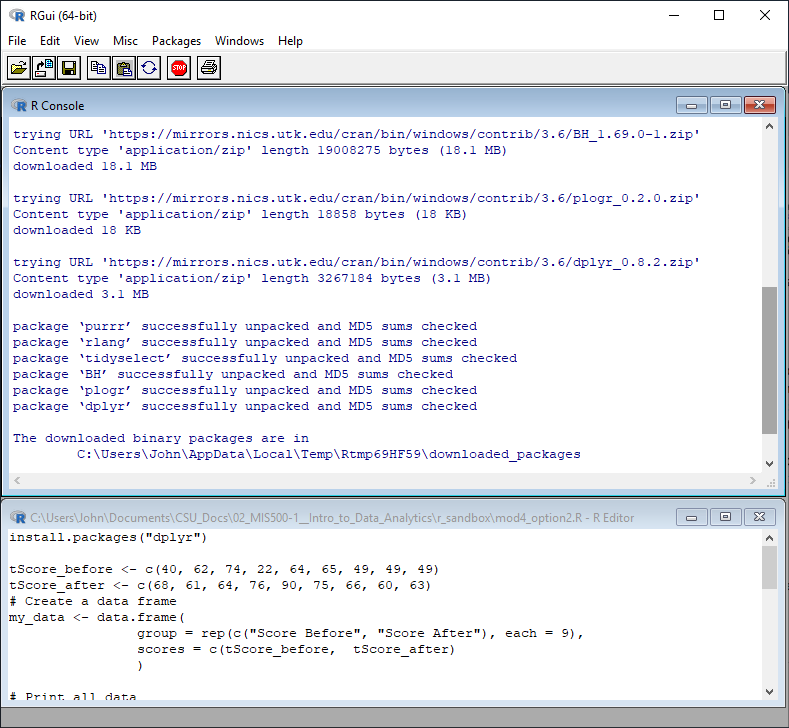 RGui (64-bit)
File Edit View Misc Packages Windows Help
STOP
R Console
trying URL 'https://mirrors.nics.utk.edu/cran/bin/windows/contrib/3.6/BH_1.69.0-1.zip'
Content type 'application/zip' length 19008275 bytes (18.1 MB)
downloaded 18.1 MB
trying URL 'https://mirrors.nics.utk.edu/cran/bin/windows/contrib/3.6/plogr_0.2.0.zip'
Content type 'application/zip' length 18858 bytes (18 KB)
downloaded 18 KB
trying URL 'https://mirrors.nics.utk.edu/cran/bin/windows/contrib/3.6/dplyr_0.8.2.zip'
Content type 'application/zip' length 3267184 bytes (3.1 MB)
downloaded 3.1 MB
package ‘purrr’ successfully unpacked and MD5 sums checked
package ‘rlang’ successfully unpacked and MD5 sums checked
package ‘tidyselect’ successfully unpacked and MD5 sums checked
package ‘BH’ successfully unpacked and MD5 sums checked
package ‘plogr’ successfully unpacked and MD5 sums checked
package ‘dplyr’ successfully unpacked and MD5 sums checked
The downloaded binary packages are in
C:\Users\John\AppData\Local\Temp\Rtmp69HF59\downloaded_packages
C:\Users\John\Documents\CSU_Docs\02_MIS500-1__Intro_to_Data_Analytics\r_sandbox\mod4_option2.R - R Editor
install.packages("dplyr")
tScore_before <- c(40, 62, 74, 22, 64, 65, 49, 49, 49)
tScore_after <- c(68, 61, 64, 76, 90, 75, 66, 60, 63)
# Create a data frame
my_data <- data.frame(
group = rep(c("Score Before", "Score After"), each = 9),
scores = c(tScore_before,  tScore_after)
)
# Print all data